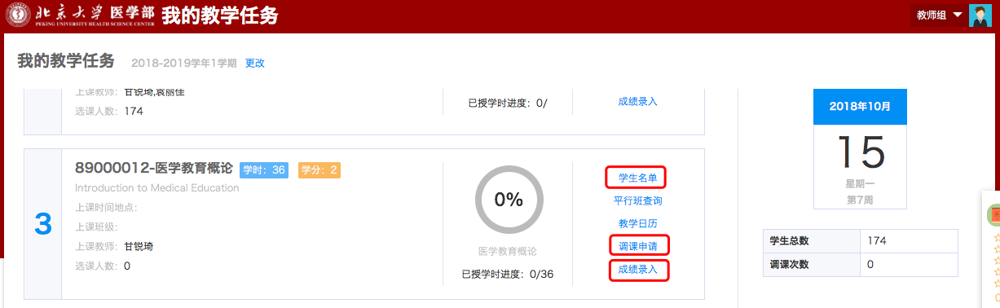 北京大学医学部 我的教学任务
PEKING UNIVERSITY HEALTH SCIENCE CENTER
教师组
我的教学任务 2018-2019学年1学期 更改
上课教师：甘锐琦,袁丽佳
选课人数：174
已授学时进度：0/
成绩录入
3
89000012-医学教育概论 学时：36 学分：2
Introduction to Medical Education
上课时间地点：
上课班级：
上课教师：甘锐琦
选课人数：0
0%
医学教育概论
已授学时进度：0/36
学生名单
平行班查询
教学日历
调课申请
成绩录入
2018年10月
15
星期一
第7周
学生总数 174
调课次数 0